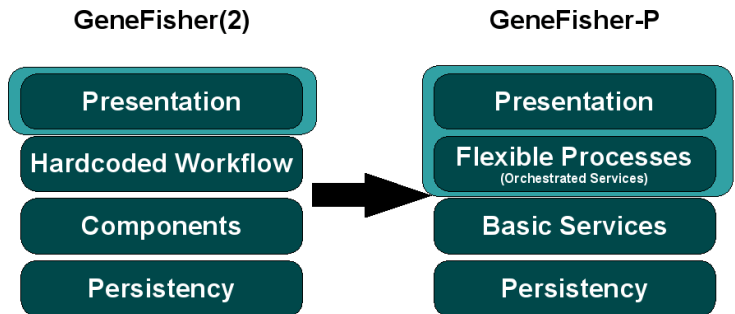 GeneFisher(2)
Presentation
Hardcoded Workflow
Components
Persistency
GeneFisher-P
Presentation
Flexible Processes
(Orchestrated Services)
Basic Services
Persistency